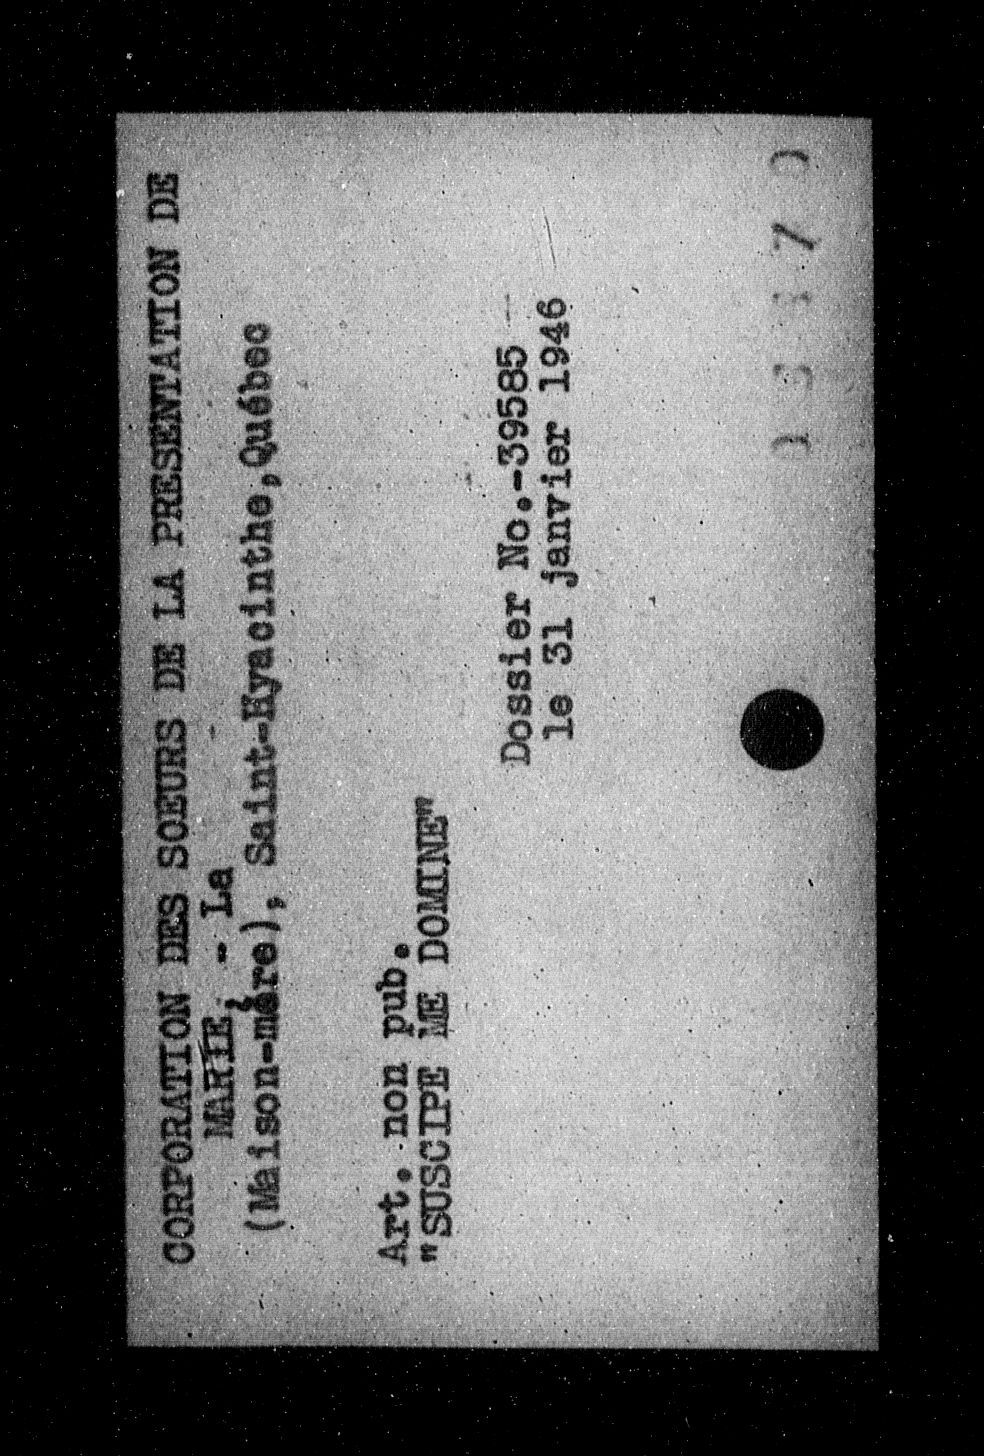 CORPORATION DES SOEURS DE LA PRESENTATION DE
MARIE, - La
(Maison-mère), Saint-Hyacinthe,Québec
Art. non pub.
"SUSCIPE ME DOMINE"
Dossier No.-39585
le 31 janvier 1946